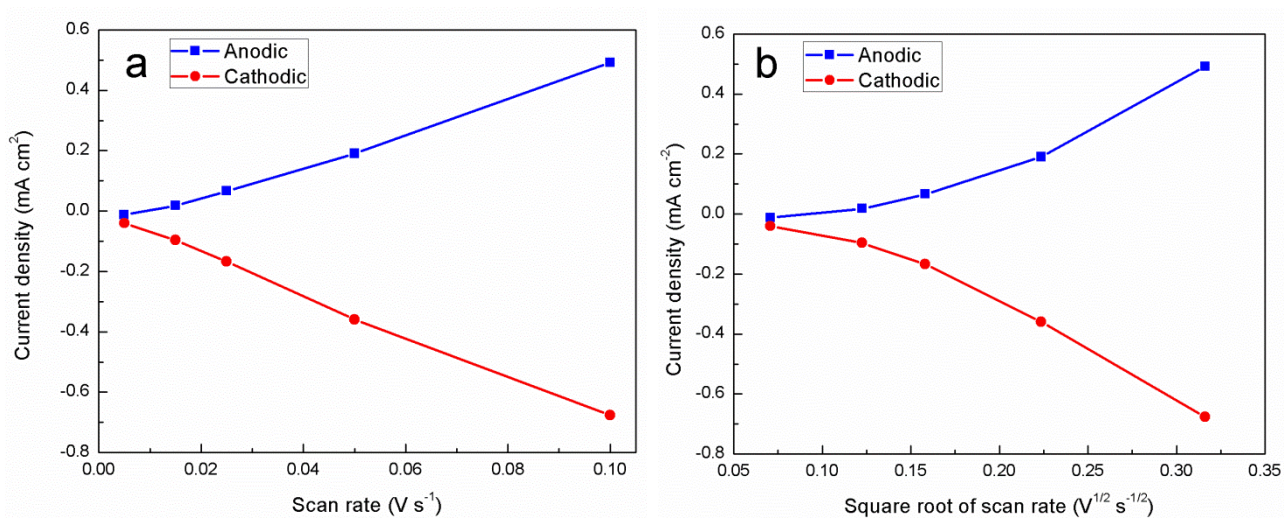 a
Anodic
Cathodic
Current density (mA cm²)
0.6
0.4
0.2
0.0
-0.2
-0.4
-0.6
-0.8
0.00 0.02 0.04 0.06 0.08 0.10
Scan rate (V s⁻¹)
b
Anodic
Cathodic
Current density (mA cm⁻²)
0.6
0.4
0.2
0.0
-0.2
-0.4
-0.6
-0.8
0.05 0.10 0.15 0.20 0.25 0.30 0.35
Square root of scan rate (V¹/² s⁻¹/²)